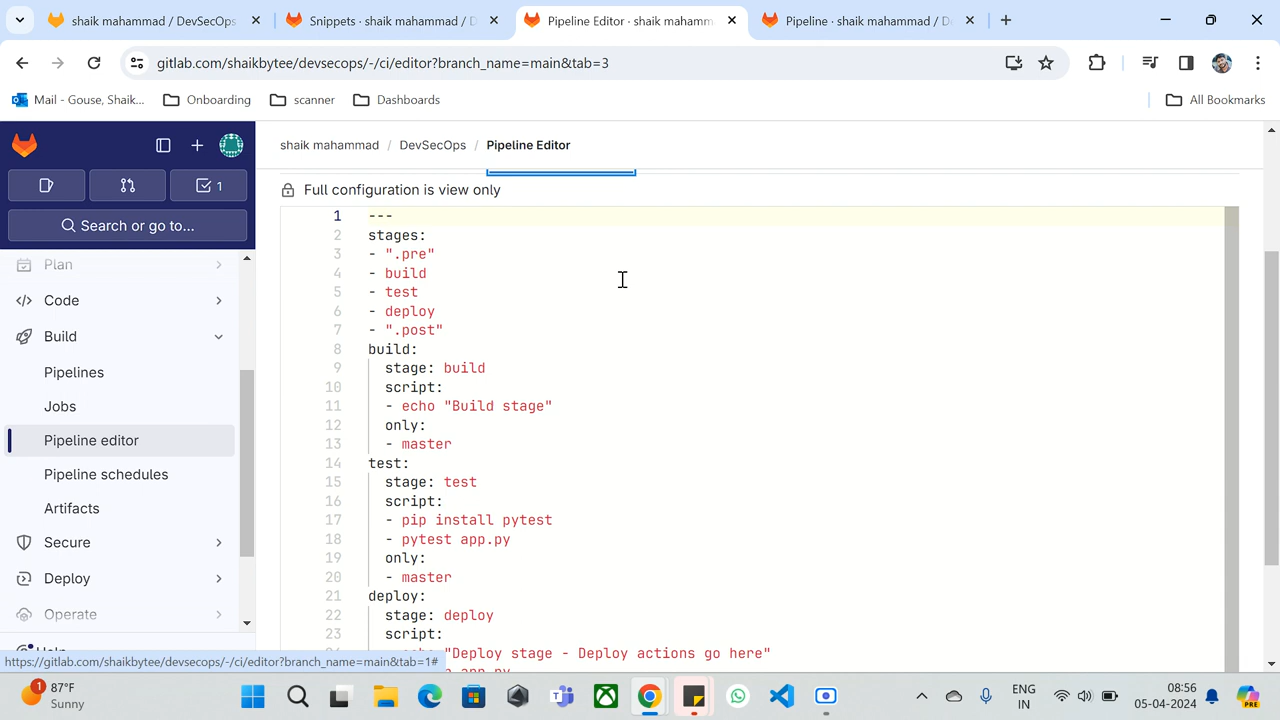 shaik mahammad / DevSecOps
Snippets · shaik mahammad / D
Pipeline Editor · shaik mahamm
Pipeline · shaik mahammad / De
gitlab.com/shaikbytee/devsecops/-/ci/editor?branch_name=main&tab=3
Mail - Gouse, Shaik...
Onboarding
scanner
Dashboards
All Bookmarks
1
Search or go to...
Plan
Code
Build
Pipelines
Jobs
Pipeline editor
Pipeline schedules
Artifacts
Secure
Deploy
Operate
Help
shaik mahammad / DevSecOps / Pipeline Editor
Full configuration is view only
1 ---
2 stages:
3 - ".pre"
4 - build
5 - test
6 - deploy
7 - ".post"
8 build:
9 stage: build
10 script:
11 - echo "Build stage"
12 only:
13 - master
14 test:
15 stage: test
16 script:
17 - pip install pytest
18 - pytest app.py
19 only:
20 - master
21 deploy:
22 stage: deploy
23 script:
"Deploy stage - Deploy actions go here"
app.py
https://gitlab.com/shaikbytee/devsecops/-/ci/editor?branch_name=main&tab=1#
1
87°F
Sunny
ENG
IN
08:56
05-04-2024
PRE